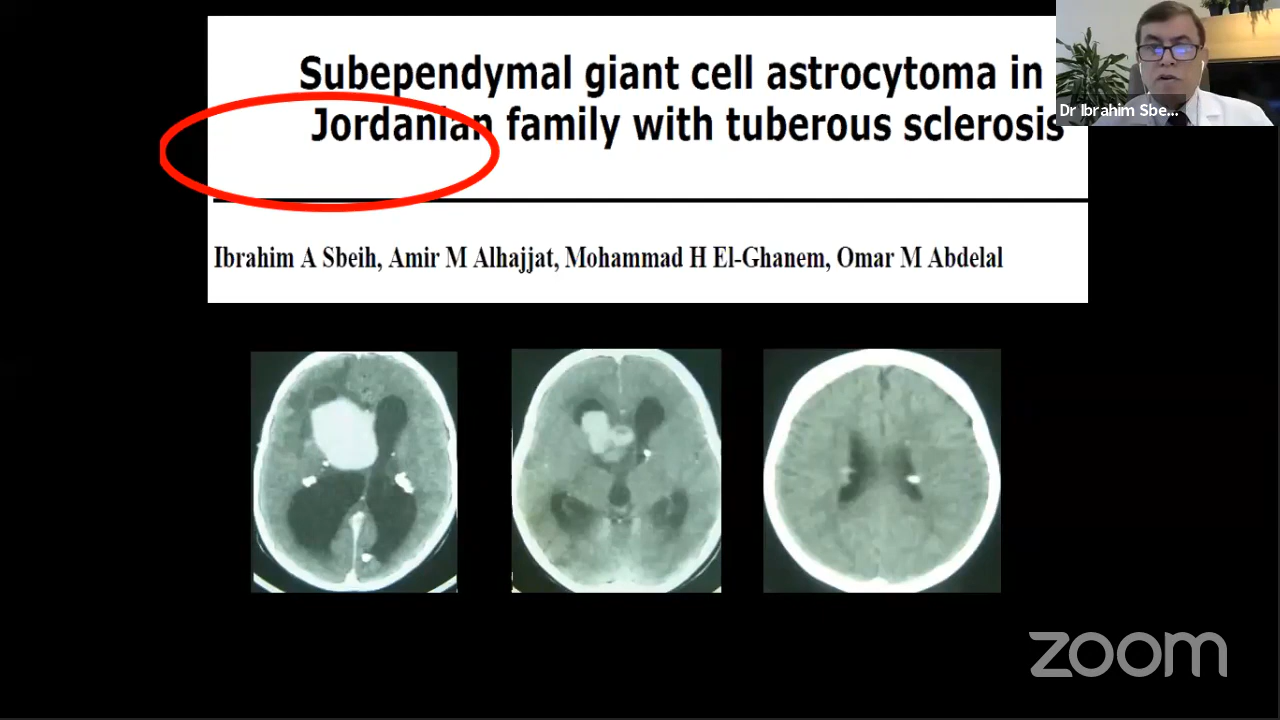 Subependymal giant cell astrocytoma in
Jordanian family with tuberous sclerosis
Dr Ibrahim Sbe...
Ibrahim A Sbeih, Amir M Alhajjat, Mohammad H El-Ghanem, Omar M Abdelal
zoom